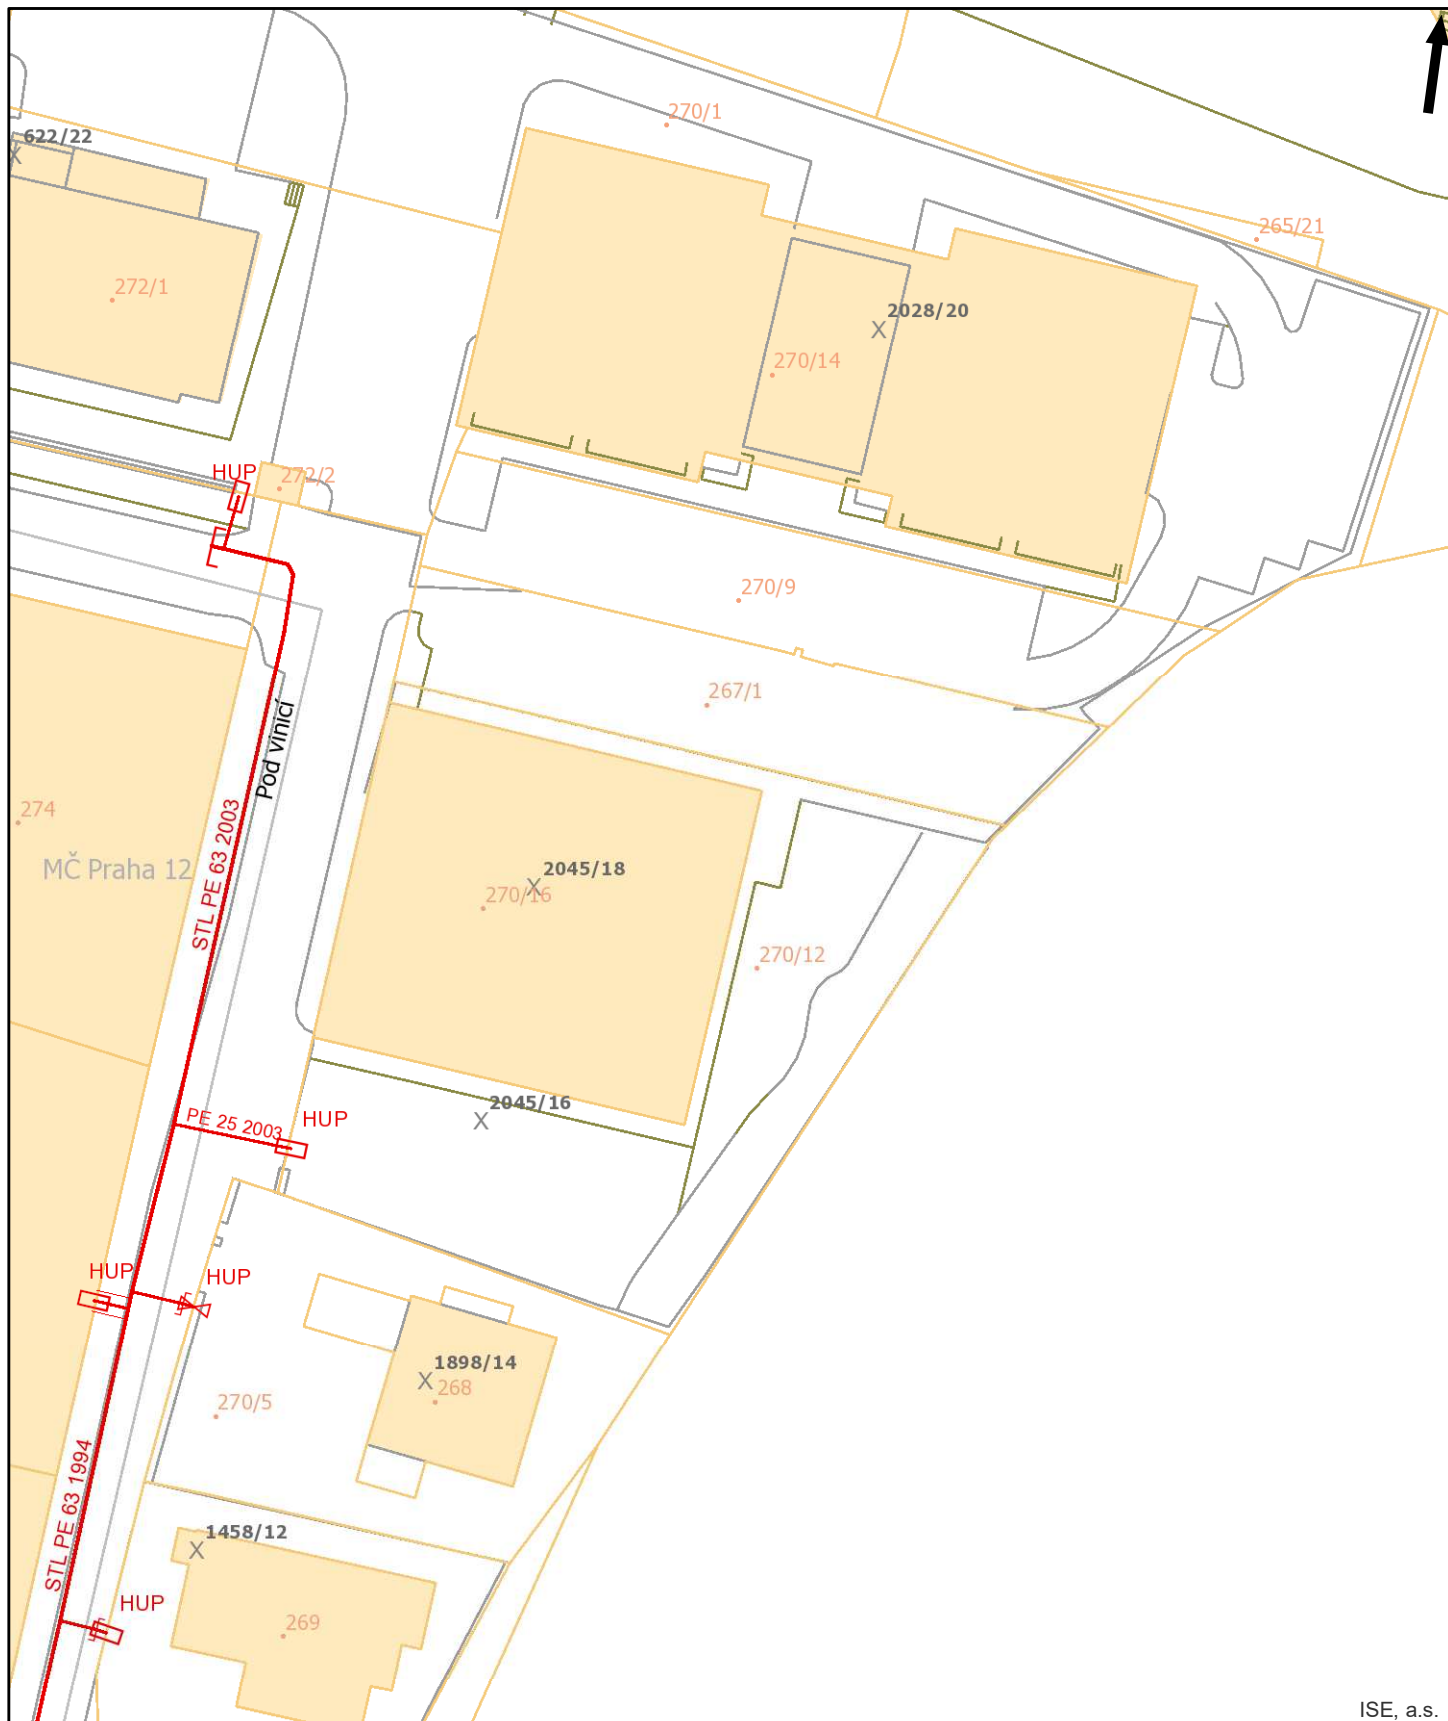 270/1
622/22
265/21
272/1
2028/20
270/14
HUP
272/2
270/9
267/1
Pod vinicí
274
STL PE 63 2003
MČ Praha 12
2045/18
270/16
270/12
2045/16
PE 25 2003
HUP
HUP
HUP
1898/14
268
270/5
STL PE 63 1994
1458/12
HUP
269
ISE, a.s.